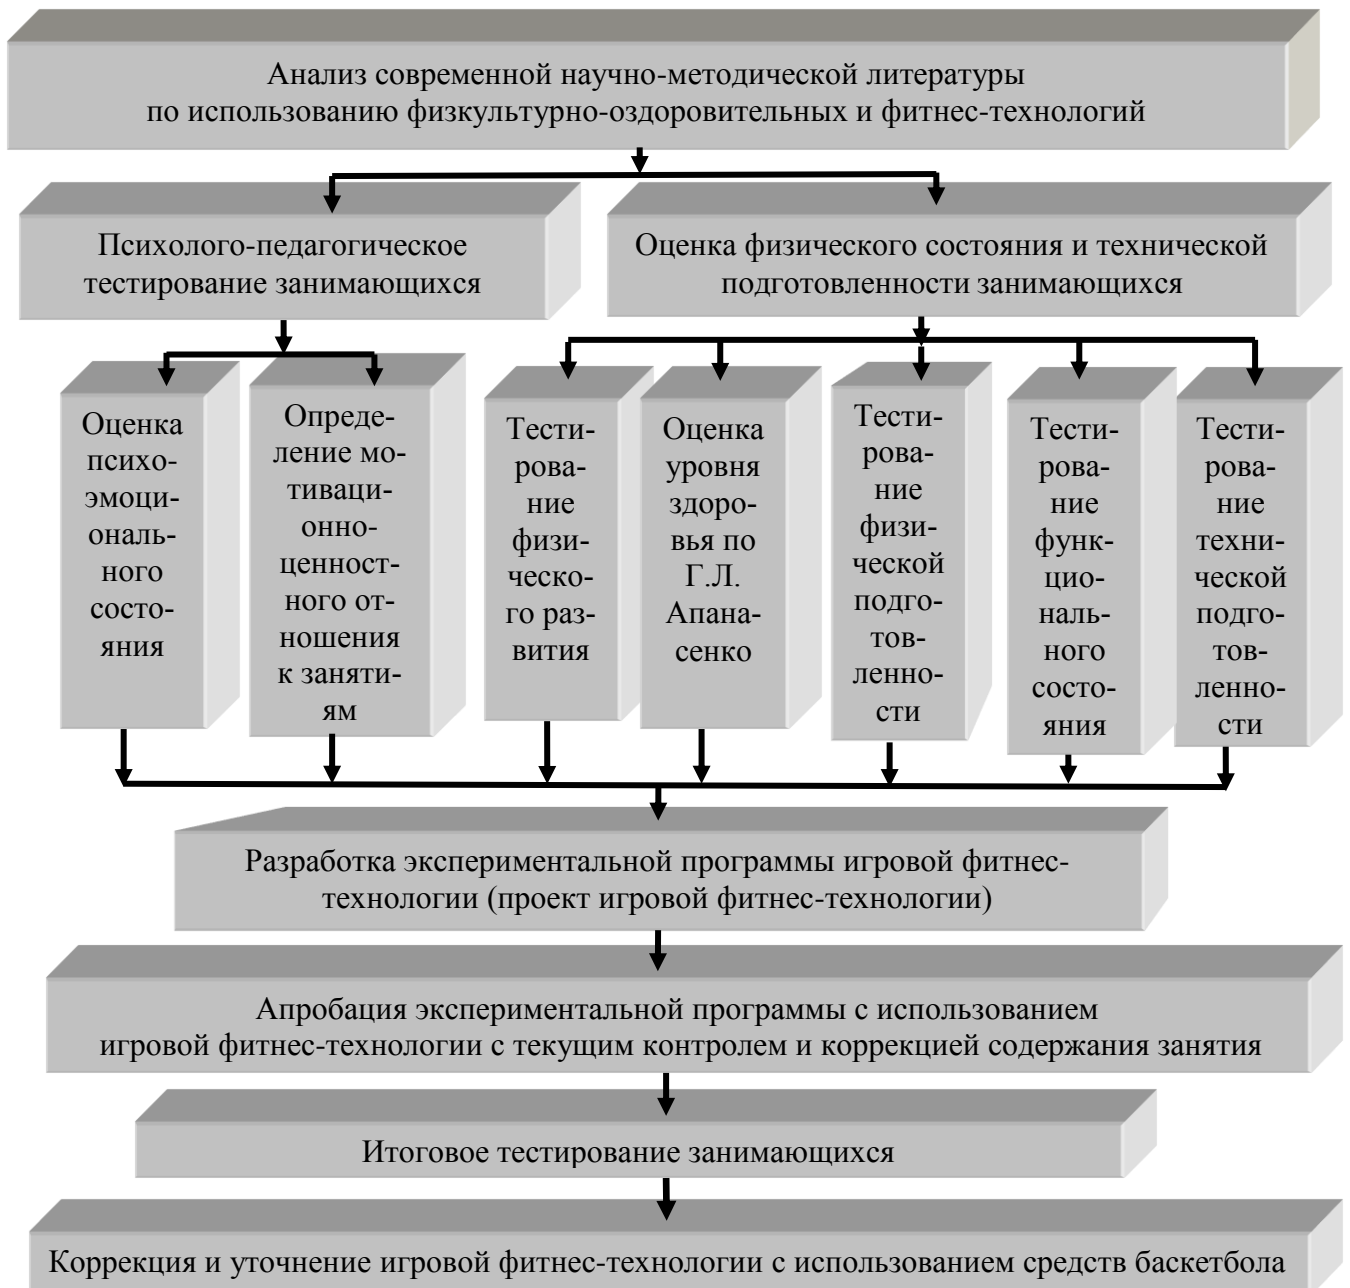 Анализ современной научно-методической литературы
по использованию физкультурно-оздоровительных и фитнес-технологий
Психолого-педагогическое
тестирование занимающихся
Оценка физического состояния и технической
подготовленности занимающихся
Оценка
психо-
эмоци-
ональ-
ного
состо-
яния
Опреде-
ление мо-
тиваци-
онно-
ценност-
ного от-
ношения
к заняти-
ям
Тести-
рова-
ние
физи-
ческо-
го раз-
вития
Оценка
уровня
здоро-
вья по
Г.Л.
Апана-
сенко
Тести-
рова-
ние
физи-
ческой
подго-
тов-
ленно-
сти
Тести-
рова-
ние
функ-
цио-
наль-
ного
состо-
яния
Тести-
рова-
ние
техни-
ческой
подго-
тов-
ленно-
сти
Разработка экспериментальной программы игровой фитнес-
технологии (проект игровой фитнес-технологии)
Апробация экспериментальной программы с использованием
игровой фитнес-технологии с текущим контролем и коррекцией содержания занятия
Итоговое тестирование занимающихся
Коррекция и уточнение игровой фитнес-технологии с использованием средств баскетбола